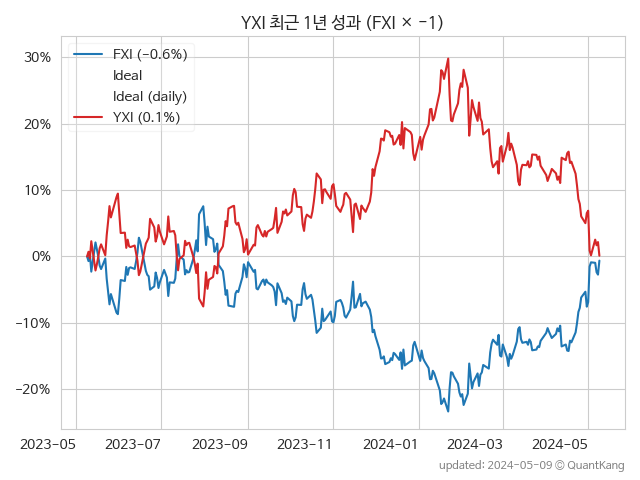 YXI 최근 1년 성과 (FXI × -1)
FXI (-0.6%)
Ideal
Ideal (daily)
YXI (0.1%)
30%
20%
10%
0%
-10%
-20%
2023-05 2023-07 2023-09 2023-11 2024-01 2024-03 2024-05
updated: 2024-05-09 © QuantKang